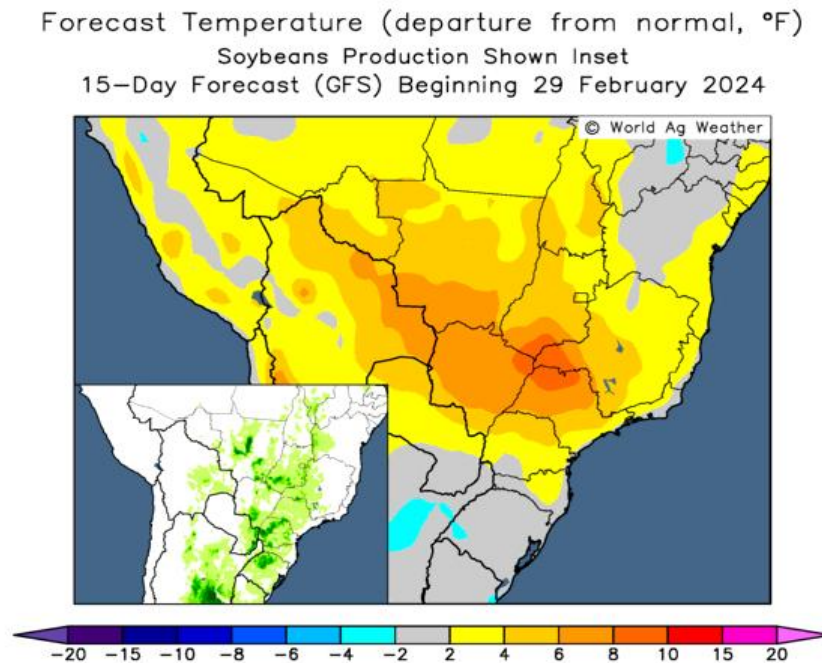 Forecast Temperature (departure from normal, °F)
Soybeans Production Shown Inset
15-Day Forecast (GFS) Beginning 29 February 2024
© World Ag Weather
-20 -15 -10 -8 -6 -4 -2 2 4 6 8 10 15 20